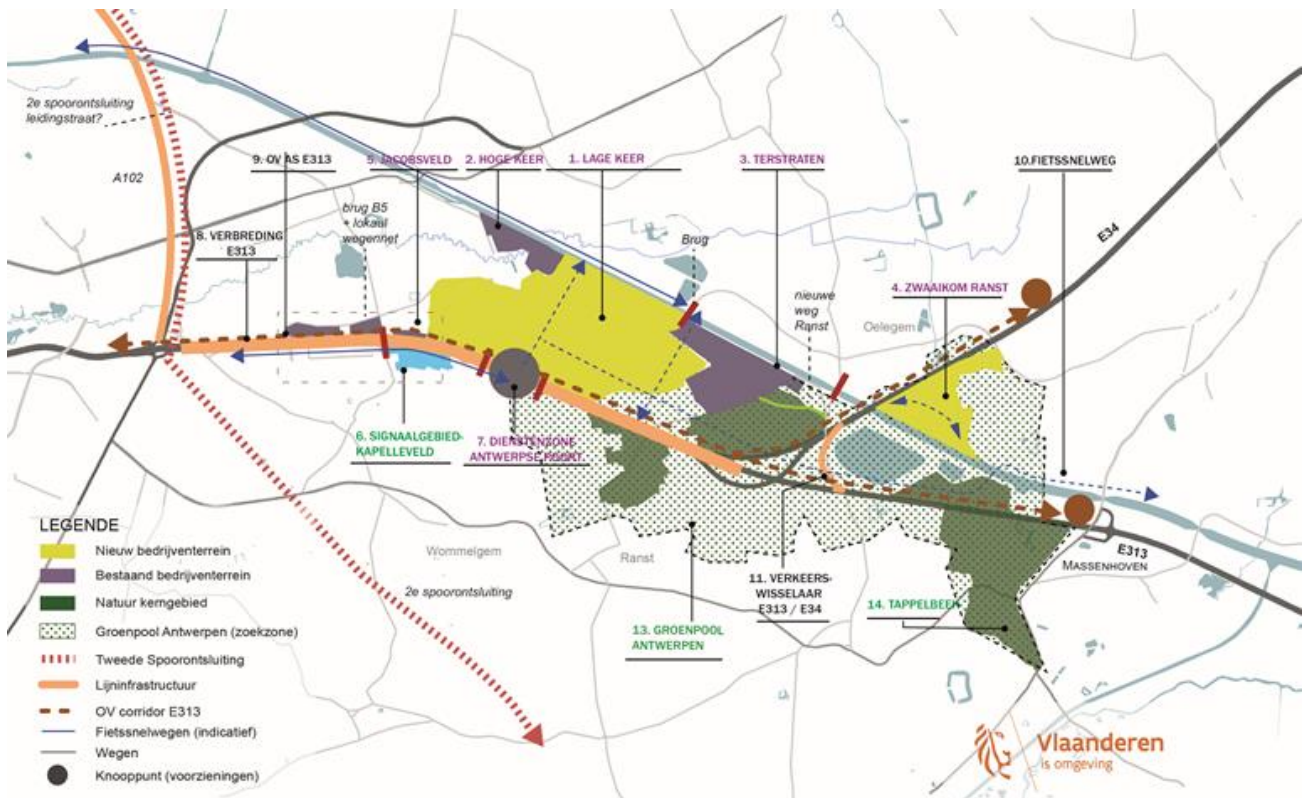 2e spoorontsluiting
leidingstraat?
A102
9. OV AS E313
5. JACOBSVELD
2. HOGE KEER
1. LAGE KEER
3. TERSTRATEN
10.FIETSSNELWEG
E34
brug B5
+ lokaal
wegennet
8. VERBREDING
E313
Brug
nieuwe
weg
Ranst
4. ZWAAIKOM RANST
Oelegem
6. SIGNAALGEBIED-
KAPELLEVELD
7. DIENSTENZONE
ANTWERPSE POORT
E313
MASSENHOVEN
Wommelgem
Ranst
2e spoorontsluiting
11. VERKEERS-
WISSELAAR
E313 / E34
13. GROENPOOL
ANTWERPEN
14. TAPPELBEEK
LEGENDE
Nieuw bedrijventerrein
Bestaand bedrijventerrein
Natuur kerngebied
Groenpool Antwerpen (zoekzone)
Tweede Spoorontsluiting
Lijninfrastructuur
OV corridor E313
Fietssnelwegen (indicatief)
Wegen
Knooppunt (voorzieningen)
Vlaanderen
is omgeving